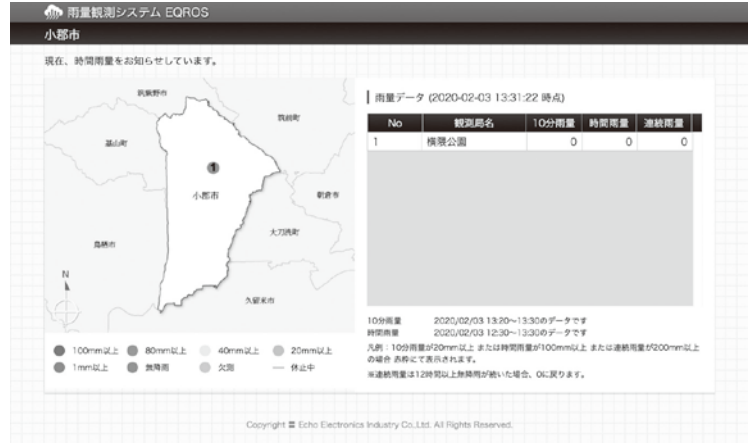 雨量観測システム EQROS
小郡市
現在、時間雨量をお知らせしています。
筑紫野市
筑前町
基山町
1
小郡市
朝倉市
大刀洗町
鳥栖市
N
久留米市
100mm以上 80mm以上 40mm以上 20mm以上
1mm以上 無降雨 欠測 休止中
雨量データ (2020-02-03 13:31:22 時点)
No 観測局名 10分雨量 時間雨量 連続雨量
1 横隈公園 0 0 0
10分雨量 2020/02/03 13:20～13:30のデータです
時間雨量 2020/02/03 12:30～13:30のデータです
凡例：10分雨量が20mm以上 または時間雨量が100mm以上 または連続雨量が200mm以上
の場合 赤枠にて表示されます。
※連続雨量は12時間以上無降雨が続いた場合、0に戻ります。
Copyright Echo Electronics Industry Co.,Ltd. All Rights Reserved.